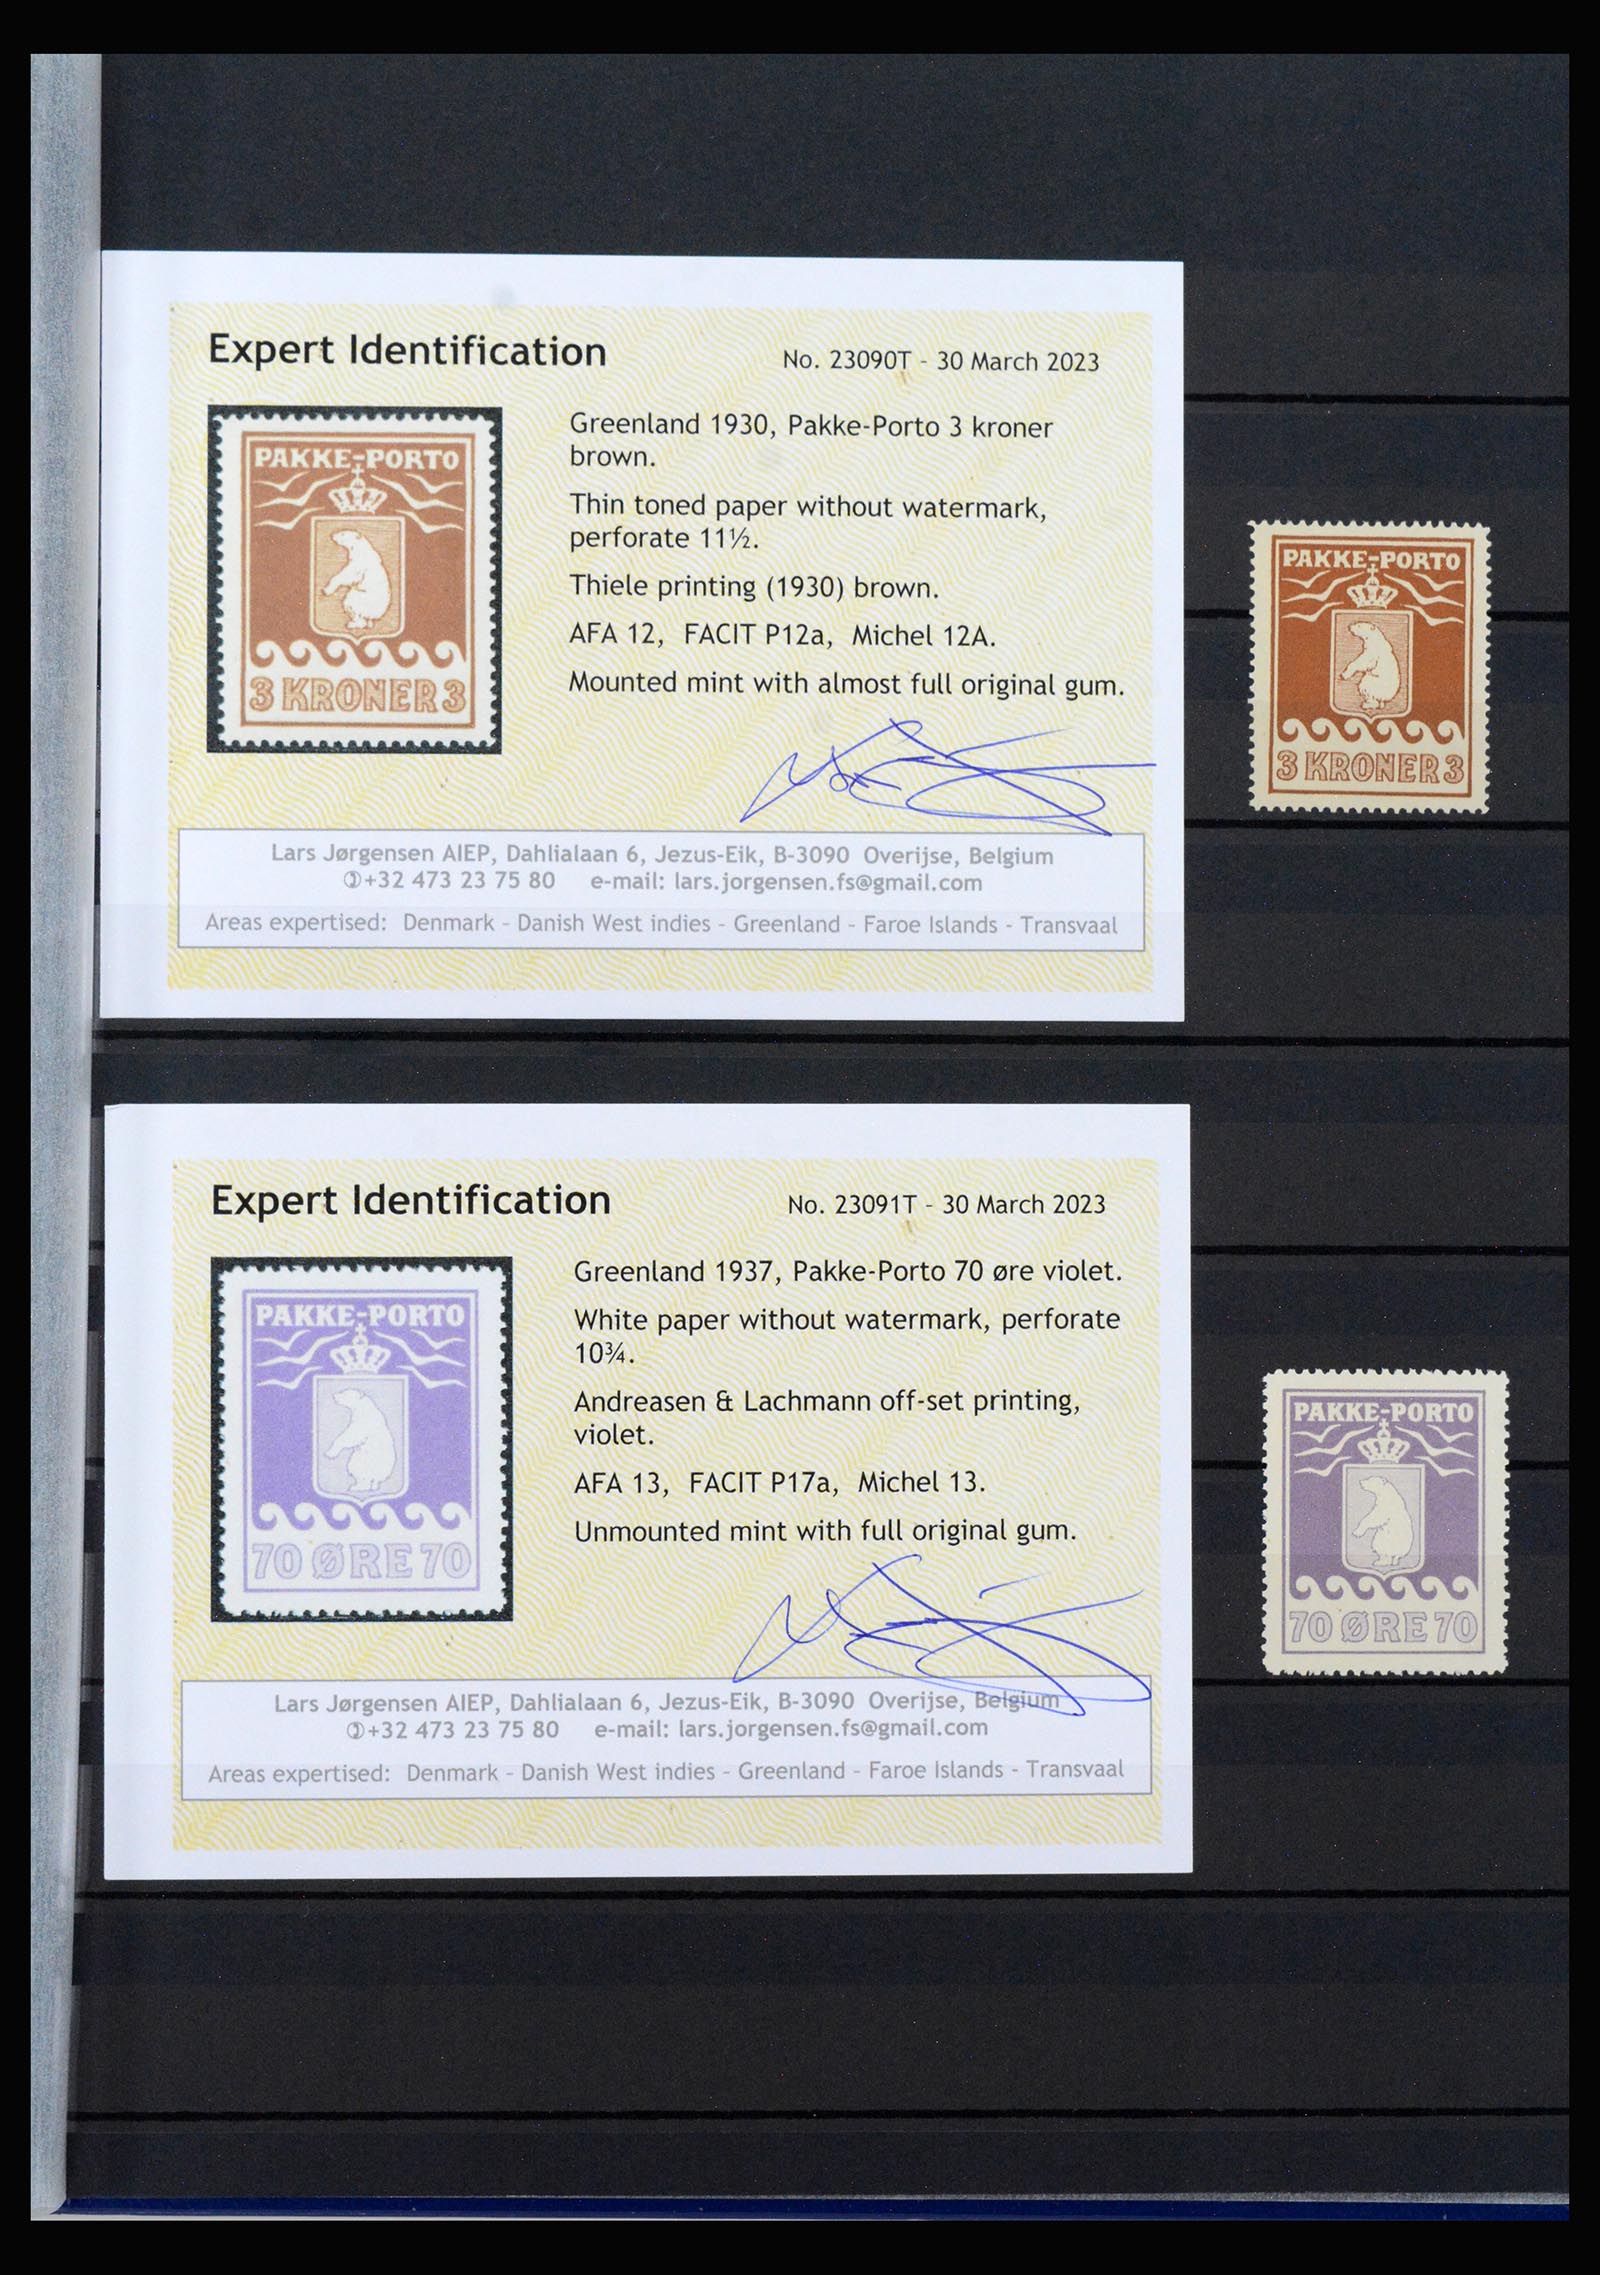 Expert Identification
No. 23090T - 30 March 2023
PAKKE-PORTO
3 KRONER 3
Greenland 1930, Pakke-Porto 3 kroner
brown.
Thin toned paper without watermark,
perforate 11½.
Thiele printing (1930) brown.
AFA 12, FACIT P12a, Michel 12A.
Mounted mint with almost full original gum.
Lars Jørgensen AIEP, Dahlialaan 6, Jezus-Eik, B-3090 Overijse, Belgium
✆+32 473 23 75 80 e-mail: lars.jorgensen.fs@gmail.com
Areas expertised: Denmark - Danish West indies - Greenland - Faroe Islands - Transvaal
PAKKE-PORTO
3 KRONER 3
Expert Identification
No. 23091T - 30 March 2023
PAKKE-PORTO
70 ØRE 70
Greenland 1937, Pakke-Porto 70 øre violet.
White paper without watermark, perforate
10¾.
Andreasen & Lachmann off-set printing,
violet.
AFA 13, FACIT P17a, Michel 13.
Unmounted mint with full original gum.
Lars Jørgensen AIEP, Dahlialaan 6, Jezus-Eik, B-3090 Overijse, Belgium
✆+32 473 23 75 80 e-mail: lars.jorgensen.fs@gmail.com
Areas expertised: Denmark - Danish West indies - Greenland - Faroe Islands - Transvaal
PAKKE-PORTO
70 ØRE 70